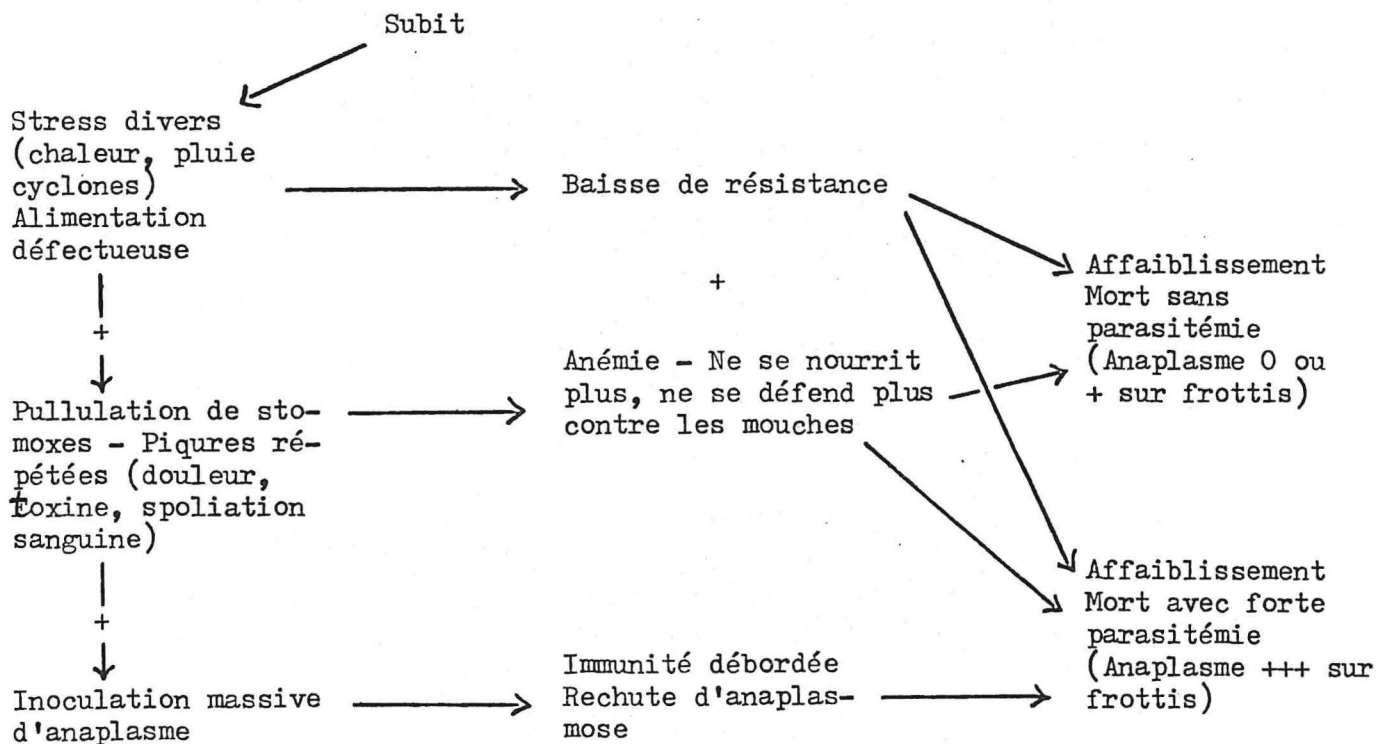 Subit
Stress divers
(chaleur, pluie
cyclones)
Alimentation
défectueuse
+
Pullulation de sto-
moxes - Piqures ré-
pétées (douleur,
toxine, spoliation
sanguine)
+
Inoculation massive
d'anaplasme
Baisse de résistance
+
Anémie - Ne se nourrit
plus, ne se défend plus
contre les mouches
Immunité débordée
Rechute d'anaplas-
mose
Affaiblissement
Mort sans
parasitémie
(Anaplasme 0 ou
+ sur frottis)
Affaiblissement
Mort avec forte
parasitémie
(Anaplasme +++ sur
frottis)